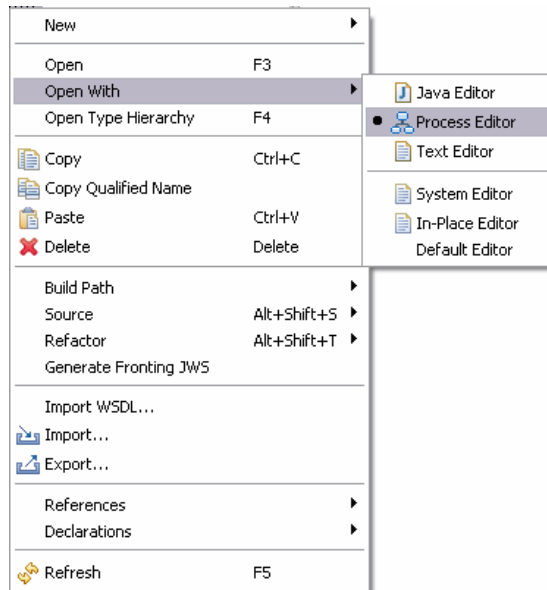 New
Open F3
Open With
Open Type Hierarchy F4
Copy Ctrl+C
Copy Qualified Name
Paste Ctrl+V
Delete Delete
Build Path
Source Alt+Shift+S
Refactor Alt+Shift+T
Generate Fronting JWS
Import WSDL...
Import...
Export...
References
Declarations
Refresh F5
Java Editor
Process Editor
Text Editor
System Editor
In-Place Editor
Default Editor